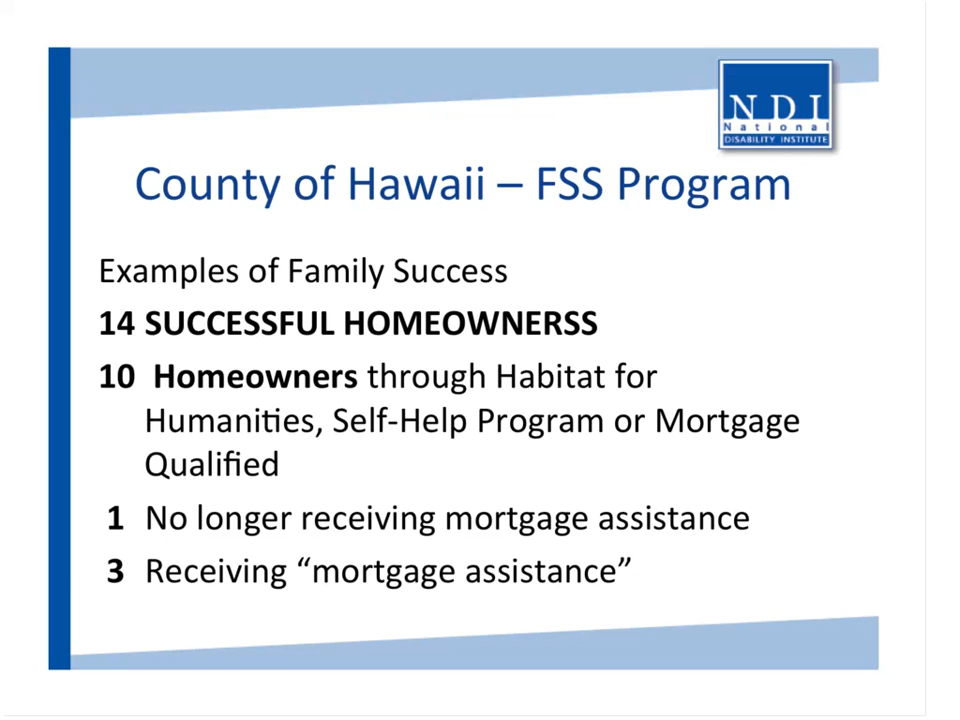 NDI
National
DISABILITY INSTITUTE
County of Hawaii – FSS Program
Examples of Family Success
14 SUCCESSFUL HOMEOWNERSS
10 Homeowners through Habitat for
Humanities, Self-Help Program or Mortgage
Qualified
1 No longer receiving mortgage assistance
3 Receiving “mortgage assistance”